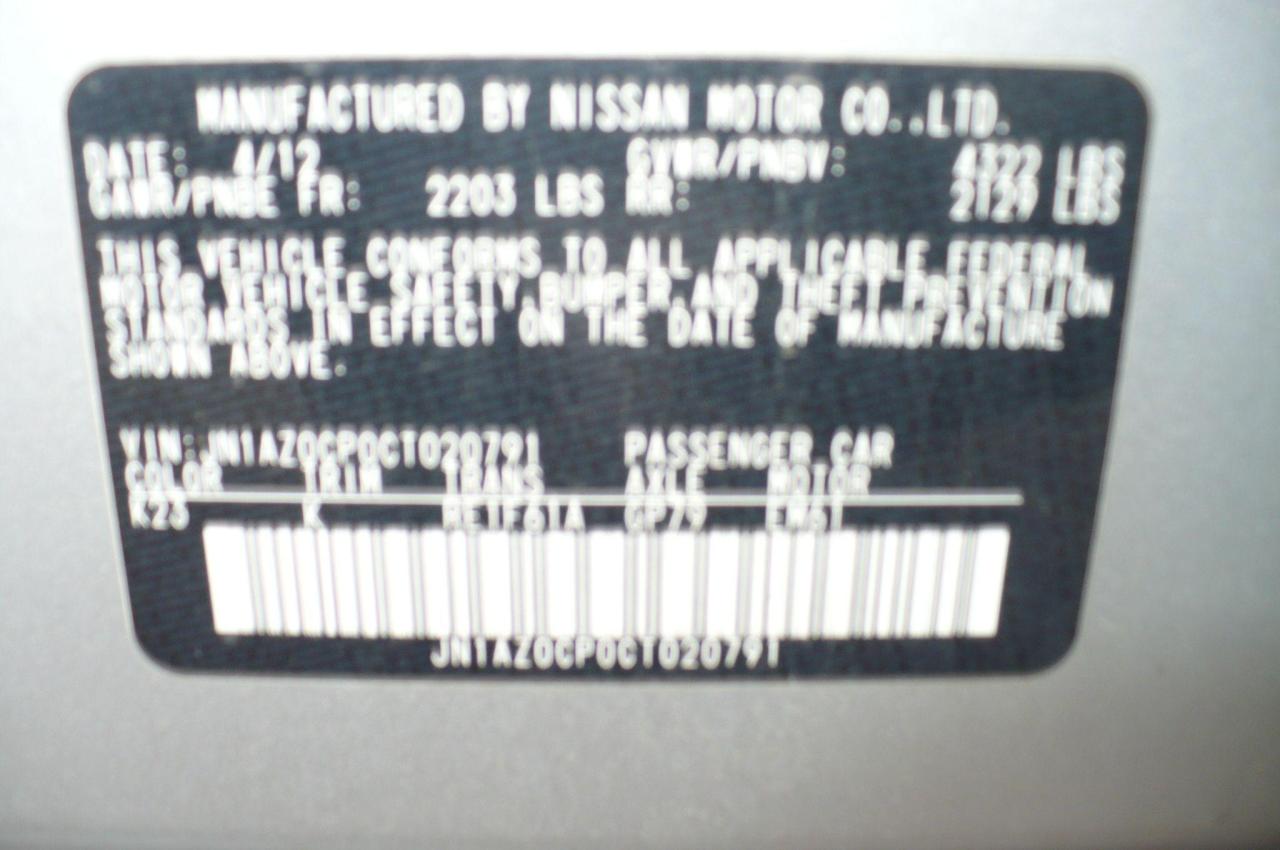 MANUFACTURED BY NISSAN MOTOR CO.,LTD.
DATE: 4/12 GVWR/PNBV: 4322 LBS
GAWR/PNBE FR: 2203 LBS RR: 2129 LBS
THIS VEHICLE CONFORMS TO ALL APPLICABLE FEDERAL
MOTOR VEHICLE SAFETY,BUMPER,AND THEFT PREVENTION
STANDARDS IN EFFECT ON THE DATE OF MANUFACTURE
SHOWN ABOVE.
VIN:JN1AZ0CP0CT020791 PASSENGER CAR
COLOR TRIM TRANS AXLE MOTOR
K23 K RE1F61A GP79 EM61
JN1AZ0CP0CT020791